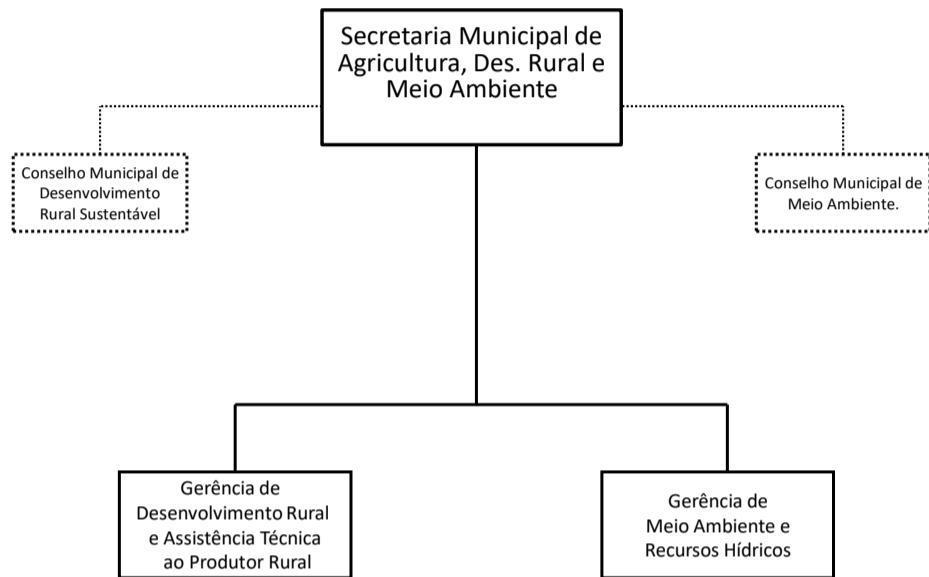 Secretaria Municipal de
Agricultura, Des. Rural e
Meio Ambiente
Conselho Municipal de
Desenvolvimento
Rural Sustentável
Conselho Municipal de
Meio Ambiente.
Gerência de
Desenvolvimento Rural
e Assistência Técnica
ao Produtor Rural
Gerência de
Meio Ambiente e
Recursos Hídricos